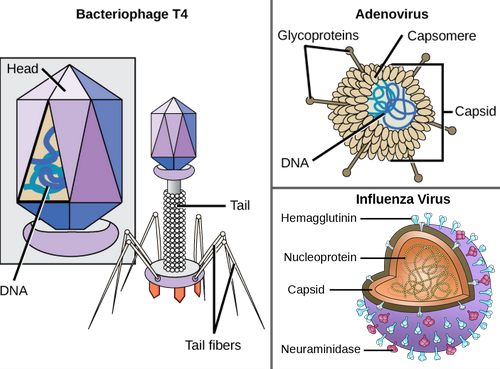 Bacteriophage T4
Head
DNA
Tail
Tail fibers
Adenovirus
Glycoproteins
Capsomere
Capsid
DNA
Influenza Virus
Hemagglutinin
Nucleoprotein
Capsid
Neuraminidase